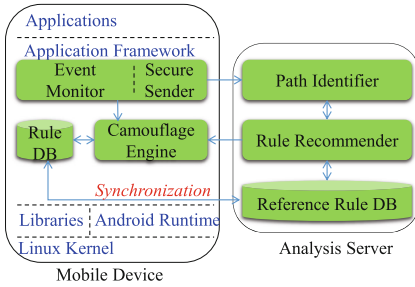 Applications
Application Framework
Event Monitor
Secure Sender
Path Identifier
Rule DB
Camouflage Engine
Rule Recommender
Synchronization
Reference Rule DB
Libraries
Android Runtime
Linux Kernel
Analysis Server
Mobile Device